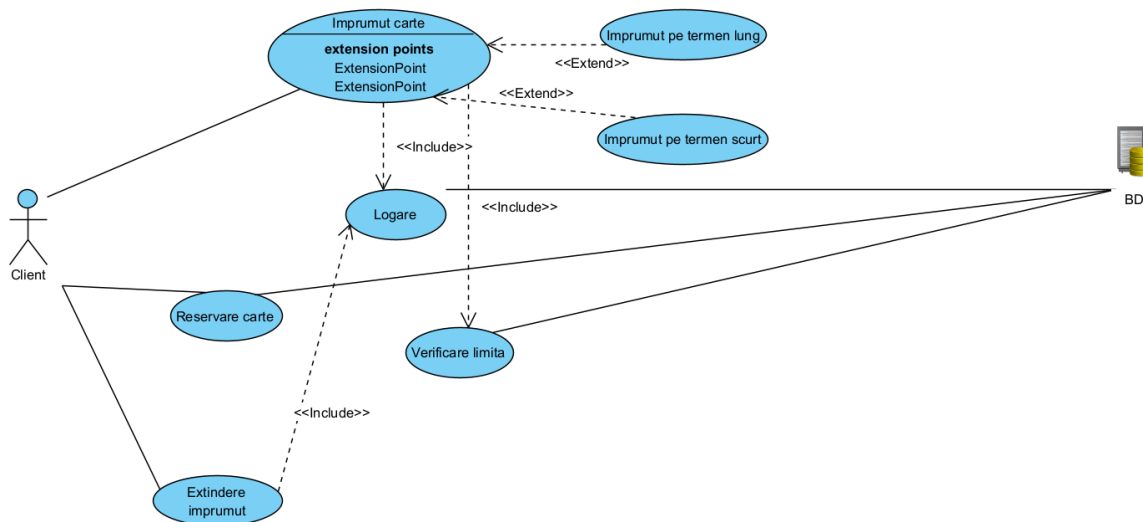 Imprumut carte
extension points
ExtensionPoint
ExtensionPoint
Imprumut pe termen lung
<<Extend>>
<<Extend>>
Imprumut pe termen scurt
<<Include>>
BD
Logare
<<Include>>
Client
Reservare carte
Verificare limita
<<Include>>
Extindere
imprumut